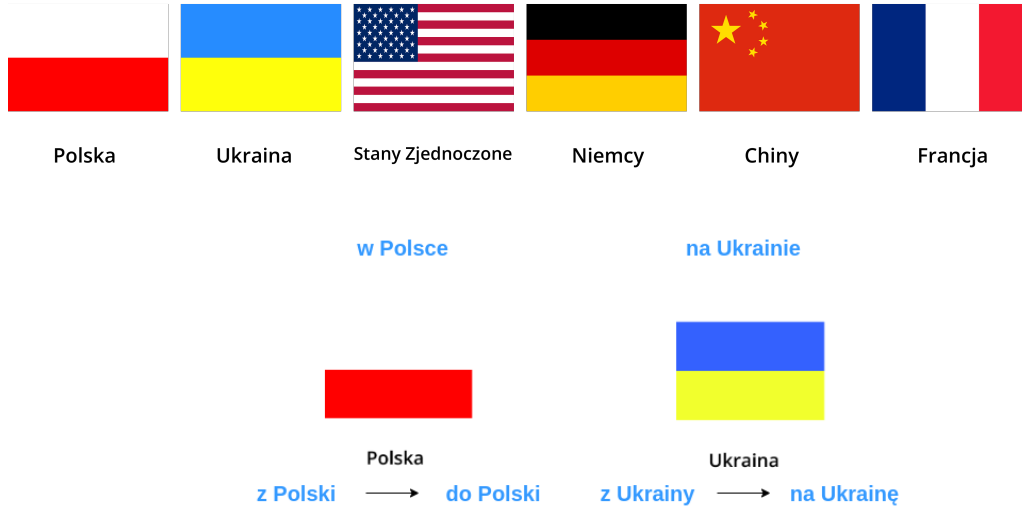 Polska Ukraina Stany Zjednoczone Niemcy Chiny Francja
w Polsce na Ukrainie
Polska Ukraina
z Polski do Polski z Ukrainy na Ukrainę